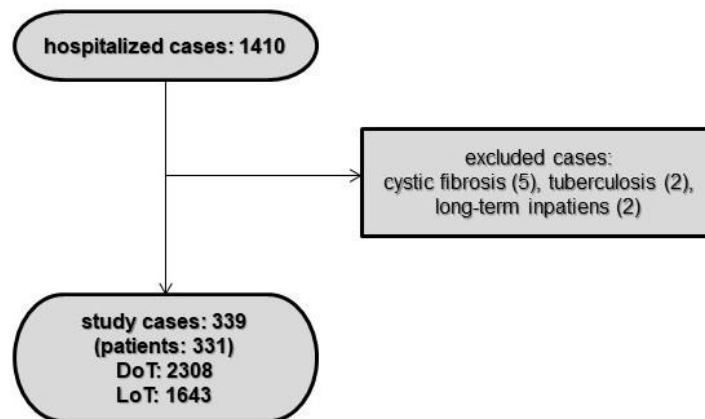 hospitalized cases: 1410
excluded cases:
cystic fibrosis (5), tuberculosis (2),
long-term inpatiens (2)
study cases: 339
(patients: 331)
DoT: 2308
LoT: 1643